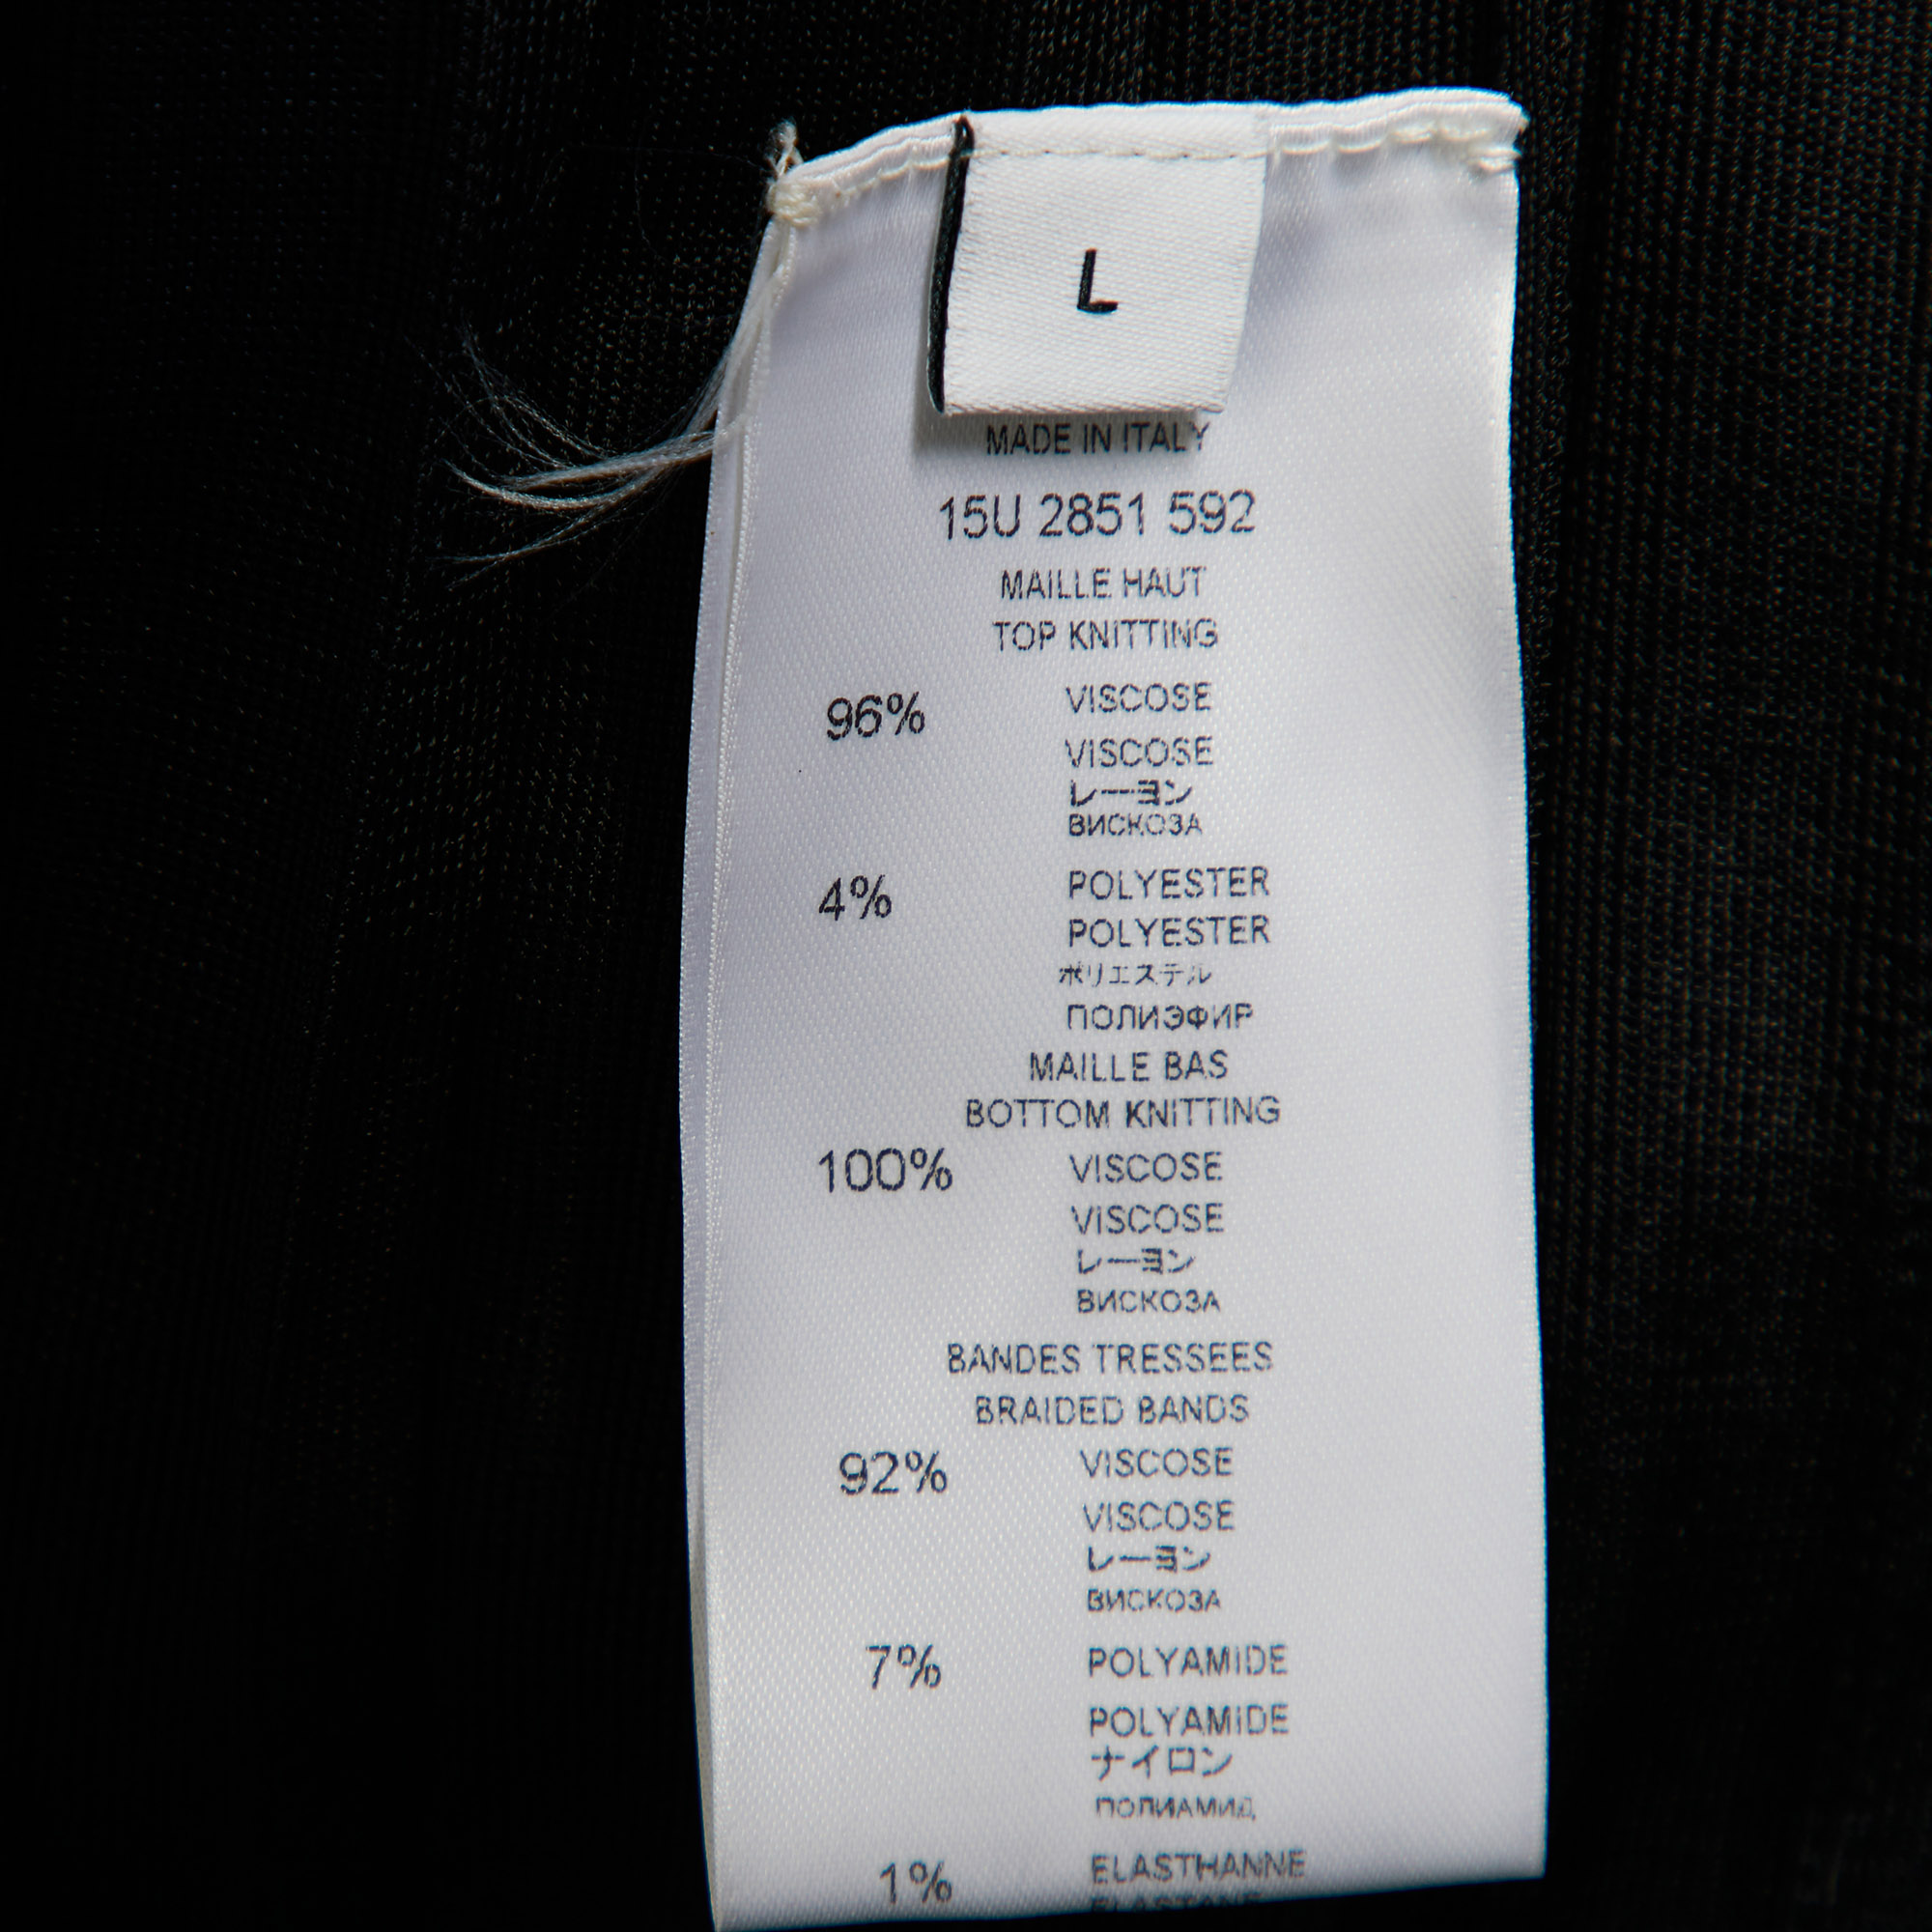 L
MADE IN ITALY
15U 2851 592
MAILLE HAUT
TOP KNITTING
96% VISCOSE
VISCOSE
レーヨン
ВИСКОЗА
4% POLYESTER
POLYESTER
ポリエステル
ПОЛИЭФИР
MAILLE BAS
BOTTOM KNITTING
100% VISCOSE
VISCOSE
レーヨン
ВИСКОЗА
BANDES TRESSEES
BRAIDED BANDS
92% VISCOSE
VISCOSE
レーヨン
ВИСКОЗА
7% POLYAMIDE
POLYAMIDE
ナイロン
ПОЛИАМИД
1% ELASTHANNE
ELASTANE